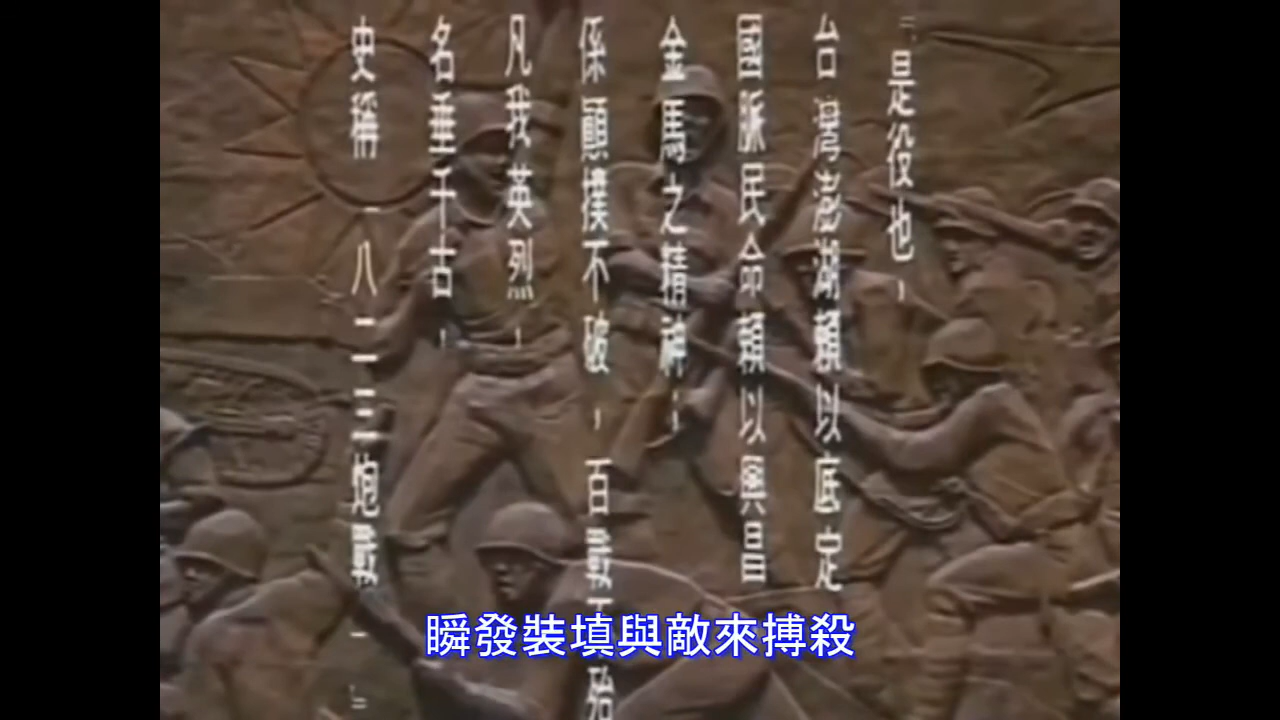 「是役也，
台灣澎湖賴以底定
國脈民命賴以興昌
金馬之精神；
係顛撲不破，百戰不殆
凡我英烈，
名垂千古，
史稱「八二三炮戰」
瞬發裝填與敵來搏殺